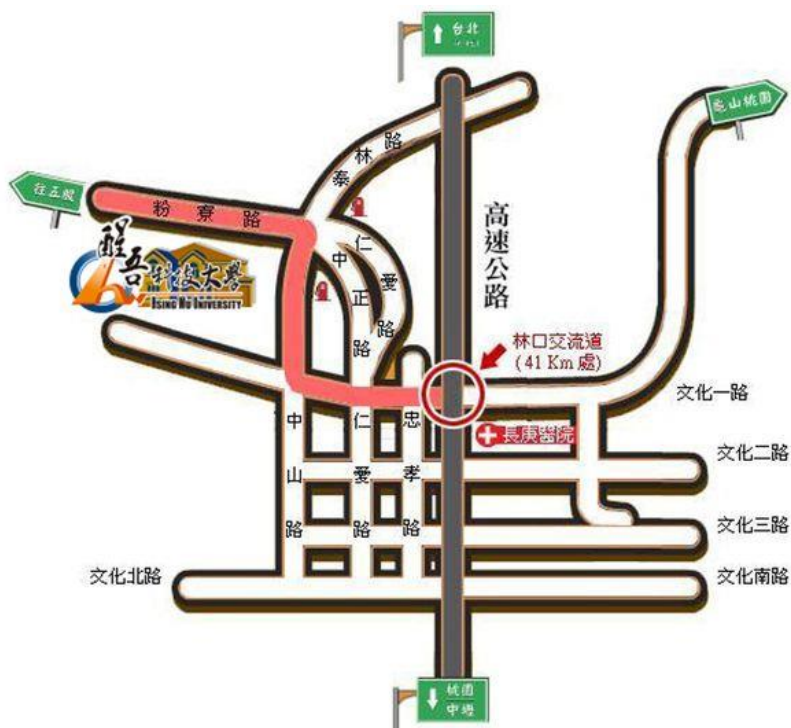 台北
龜山桃園
泰林路
往五股
粉寮路
醒吾科技大學
HSING WU UNIVERSITY
仁愛路
中正路
高速公路
林口交流道
(41 Km 處)
文化一路
中山路
仁愛路
忠孝路
長庚醫院
文化二路
文化三路
文化北路
文化南路
桃園
中壢